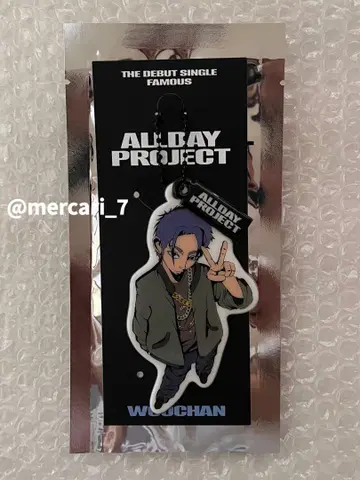 THE DEBUT SINGLE
FAMOUS
ALLDAY
PROJECT
@mercari_7
ALLDAY
PROJECT
WOOCHAN